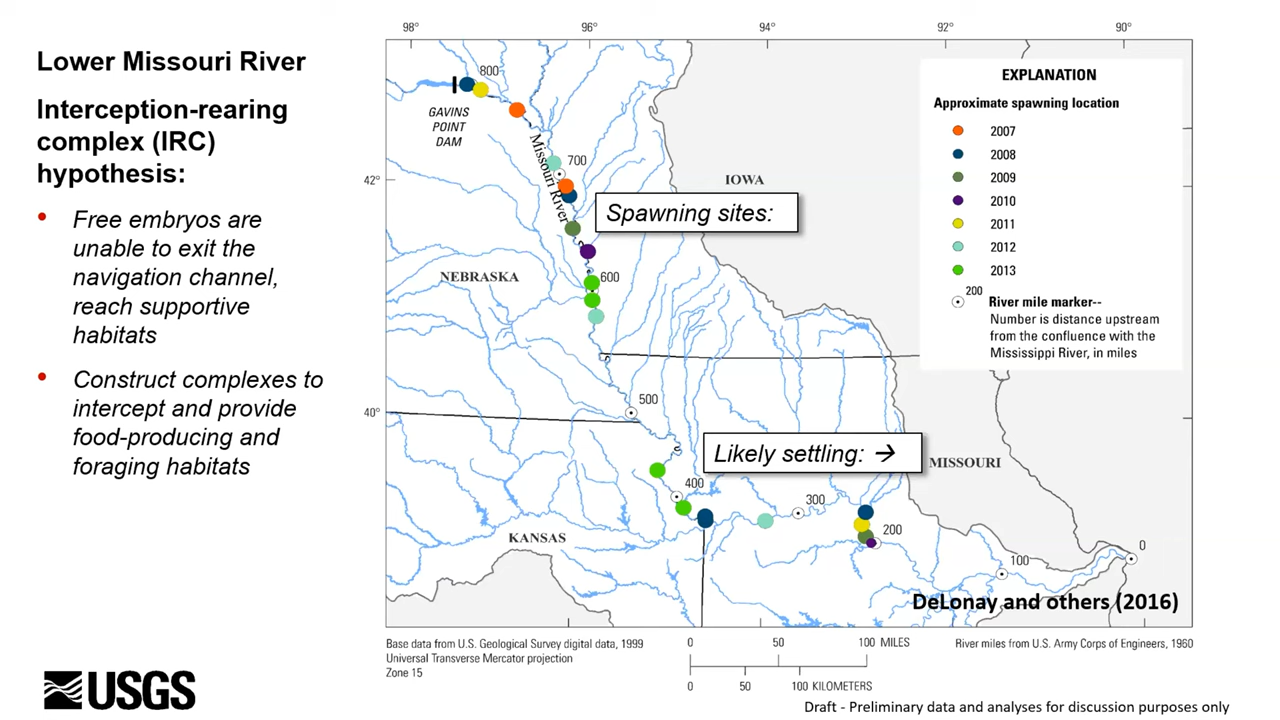 Lower Missouri River
Interception-rearing
complex (IRC)
hypothesis:
• Free embryos are
unable to exit the
navigation channel,
reach supportive
habitats
• Construct complexes to
intercept and provide
food-producing and
foraging habitats
USGS
98°
96°
94°
92°
90°
42°
40°
GAVINS
POINT
DAM
800
700
Missouri River
600
500
400
300
200
100
0
IOWA
NEBRASKA
KANSAS
MISSOURI
Spawning sites:
Likely settling: →
EXPLANATION
Approximate spawning location
2007
2008
2009
2010
2011
2012
2013
200
River mile marker--
Number is distance upstream
from the confluence with the
Mississippi River, in miles
DeLonay and others (2016)
Base data from U.S. Geological Survey digital data, 1999
Universal Transverse Mercator projection
Zone 15
0 50 100 MILES
0 50 100 KILOMETERS
River miles from U.S. Army Corps of Engineers, 1960
Draft - Preliminary data and analyses for discussion purposes only